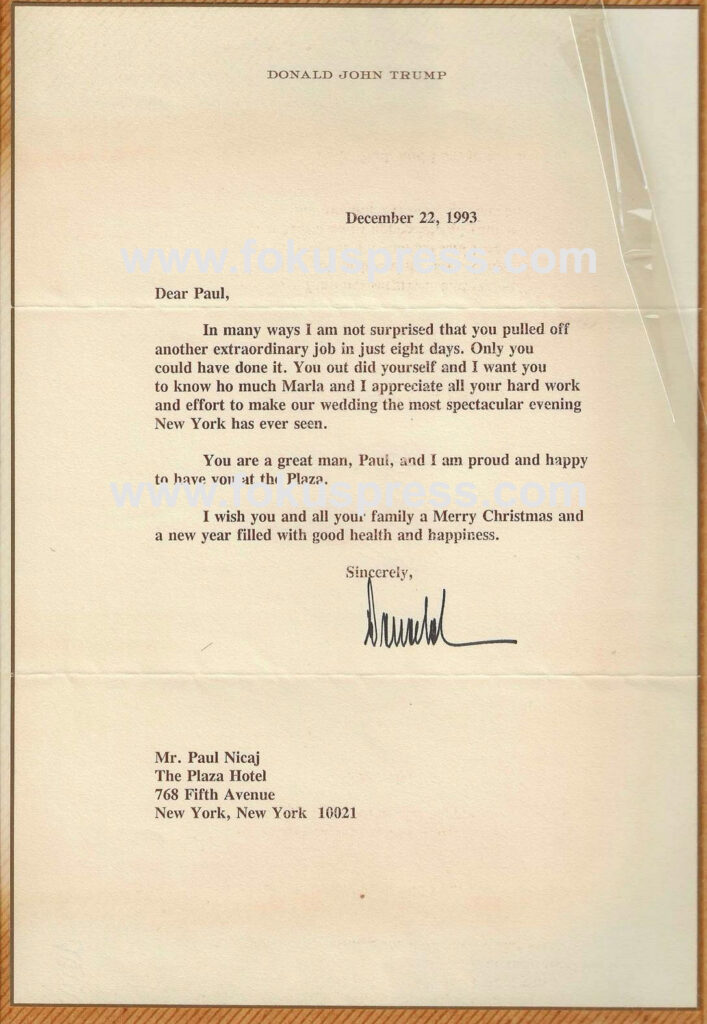 DONALD JOHN TRUMP
December 22, 1993
www.fokuspress.com
Dear Paul,
In many ways I am not surprised that you pulled off
another extraordinary job in just eight days. Only you
could have done it. You out did yourself and I want you
to know ho much Marla and I appreciate all your hard work
and effort to make our wedding the most spectacular evening
New York has ever seen.
You are a great man, Paul, and I am proud and happy
to have you at the Plaza.
www.fokuspress.com
I wish you and all your family a Merry Christmas and
a new year filled with good health and happiness.
Sincerely,
Donald
Mr. Paul Nicaj
The Plaza Hotel
768 Fifth Avenue
New York, New York 10021